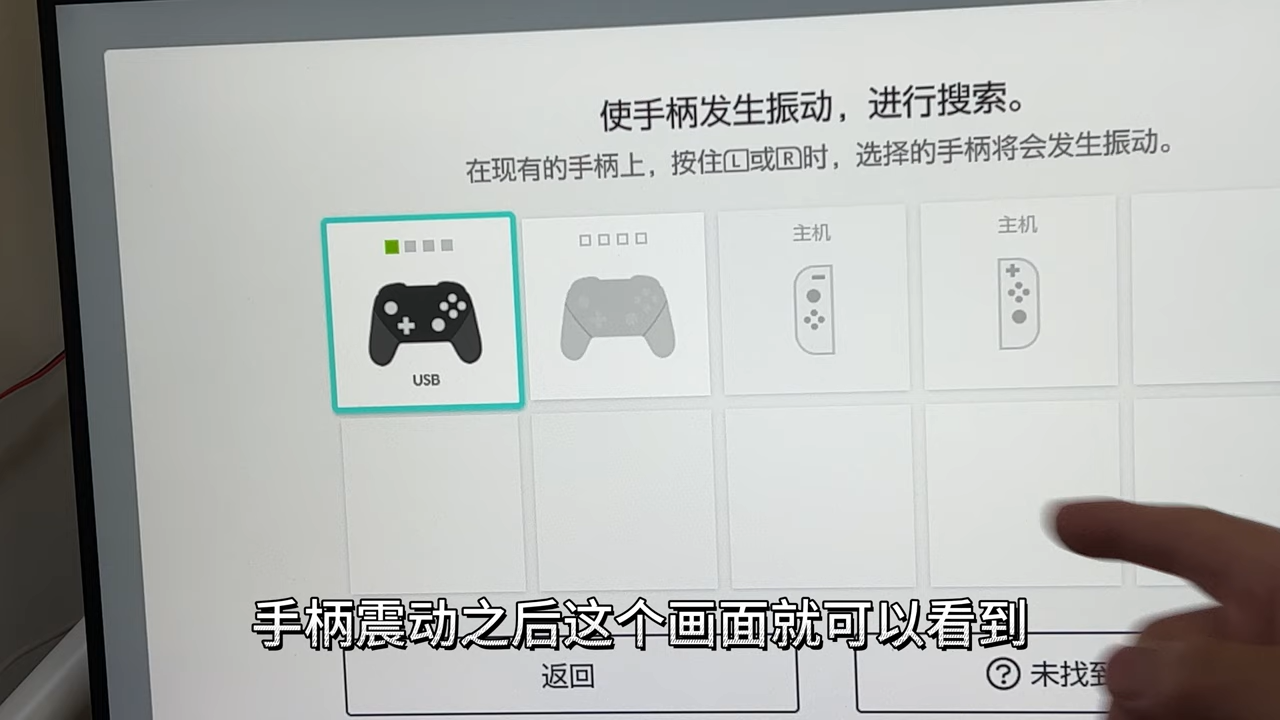 使手柄发生振动，进行搜索。
在现有的手柄上，按住L或R时，选择的手柄将会发生振动。
主机
主机
USB
手柄震动之后这个画面就可以看到
返回
? 未找到